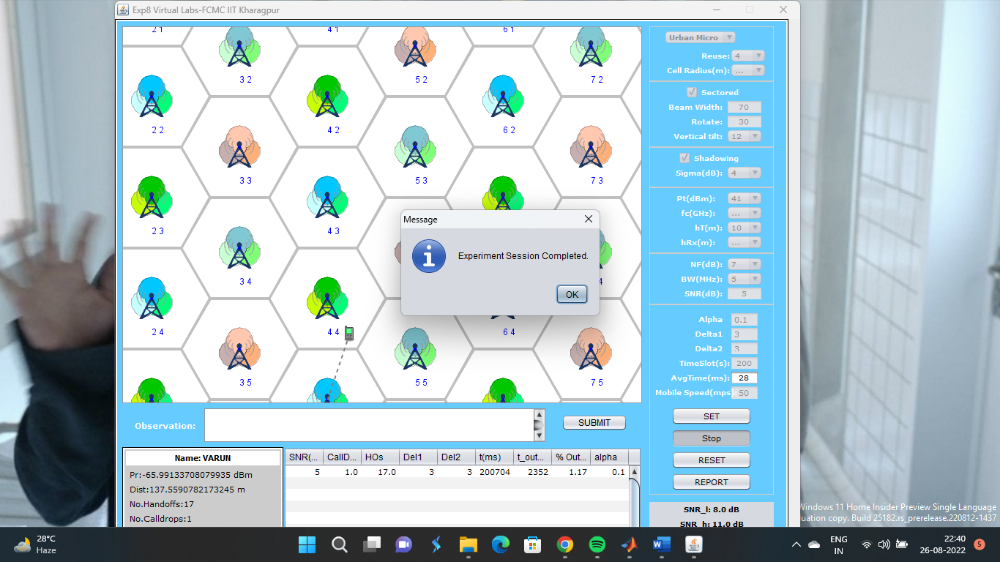 Exp8 Virtual Labs-FCMC IIT Kharagpur
2 1
4 1
6 1
3 2
5 2
7 2
2 2
4 2
6 2
3 3
5 3
7 3
2 3
4 3
3 4
4
2 4
4 4
6 4
3 5
5 5
7 5
Message
Experiment Session Completed.
OK
Urban Micro
Reuse: 4
Cell Radius(m): ...
Sectored
Beam Width: 70
Rotate: 30
Vertical tilt: 12
Shadowing
Sigma(dB): 4
Pt(dBm): 41
fc(GHz): ...
hT(m): 10
hRx(m): ...
NF(dB): 7
BW(MHz): 5
SNR(dB): 5
Alpha 0.1
Delta1 3
Delta2 3
TimeSlot(s): 200
AvgTime(ms): 28
Mobile Speed(mps): 50
SET
Stop
RESET
REPORT
SNR_l: 8.0 dB
SNR_h: 11.0 dB
Observation:
SUBMIT
Name: VARUN
Pr:-65.99133708079935 dBm
Dist:137.5590782173245 m
No.Handoffs:17
No.Calldrops:1
SNR(... CallD... HOs Del1 Del2 t(ms) t_out... % Out... alpha
5 1.0 17.0 3 3 200704 2352 1.17 0.1
Windows 11 Home Insider Preview Single Language
uation copy. Build 25182.rs_prerelease.220812-1437
28°C
Haze
ENG
IN
22:40
26-08-2022
5